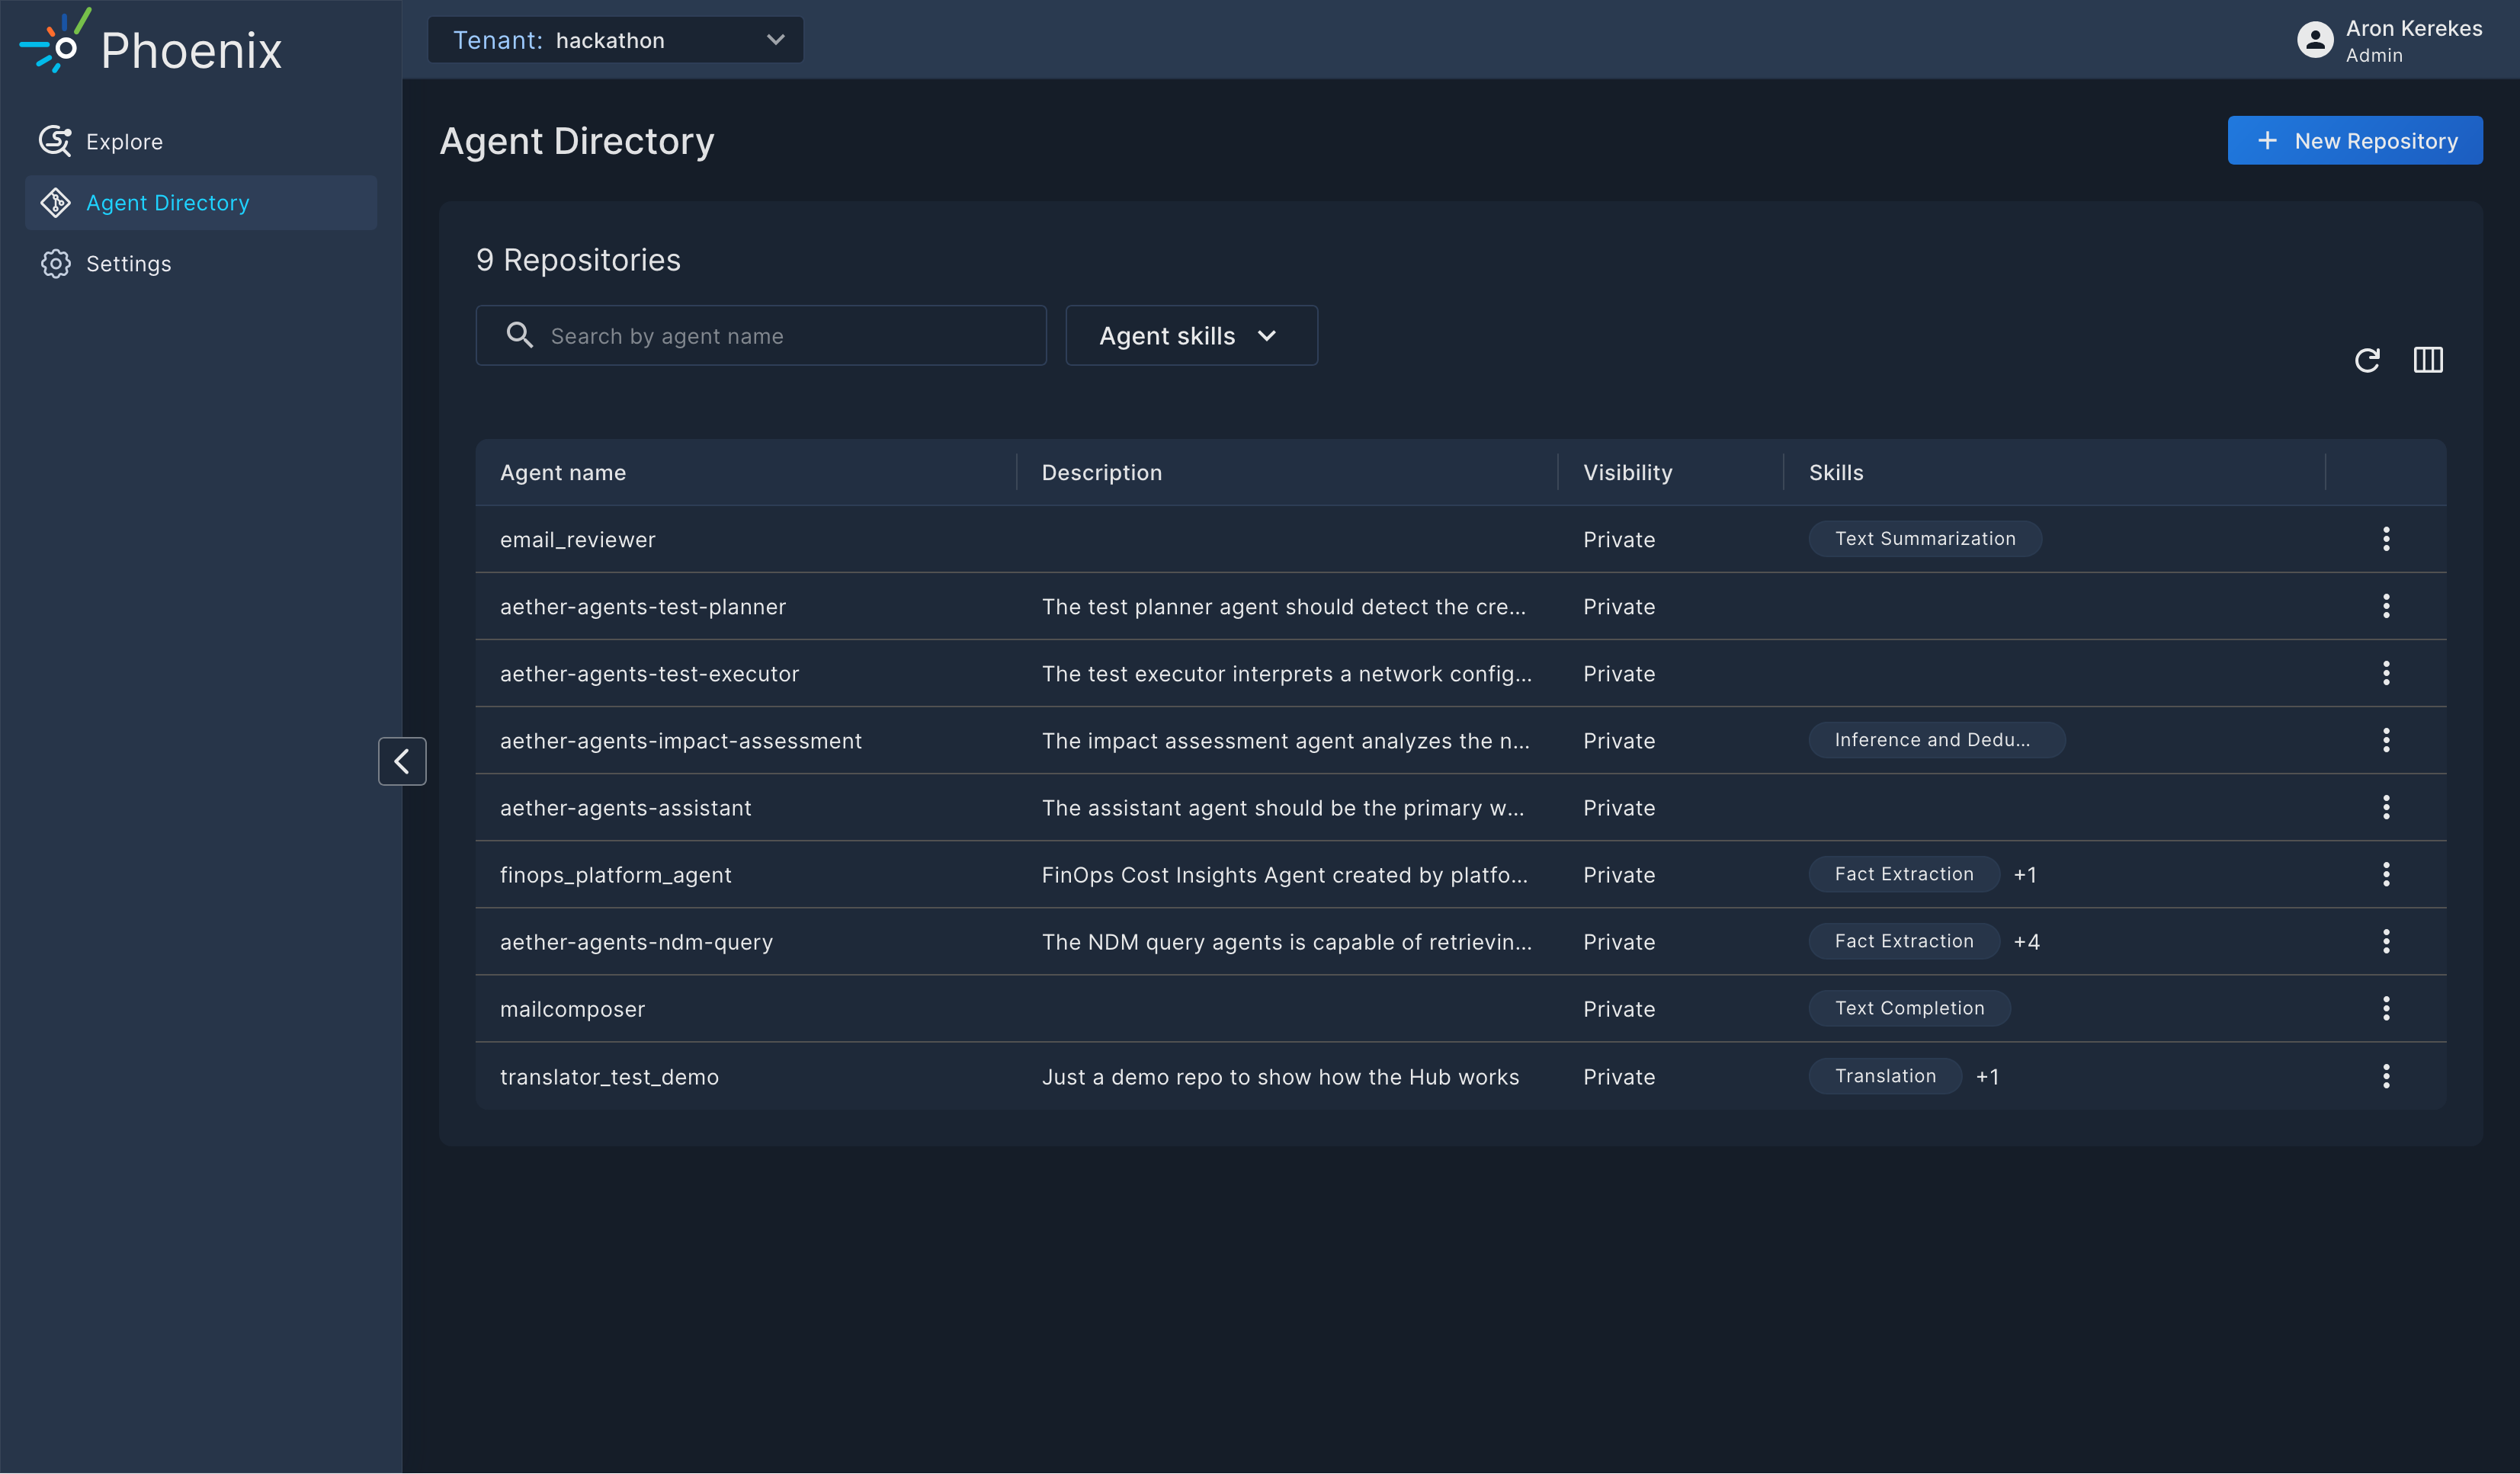 Phoenix
Tenant: hackathon
Aron Kerekes
Admin
Explore
Agent Directory
Settings
Agent Directory
New Repository
9 Repositories
Search by agent name
Agent skills
Agent name Description Visibility Skills
email_reviewer Private Text Summarization
aether-agents-test-planner The test planner agent should detect the cre... Private
aether-agents-test-executor The test executor interprets a network config... Private
aether-agents-impact-assessment The impact assessment agent analyzes the n... Private Inference and Dedu...
aether-agents-assistant The assistant agent should be the primary w... Private
finops_platform_agent FinOps Cost Insights Agent created by platfo... Private Fact Extraction +1
aether-agents-ndm-query The NDM query agents is capable of retrievin... Private Fact Extraction +4
mailcomposer Private Text Completion
translator_test_demo Just a demo repo to show how the Hub works Private Translation +1